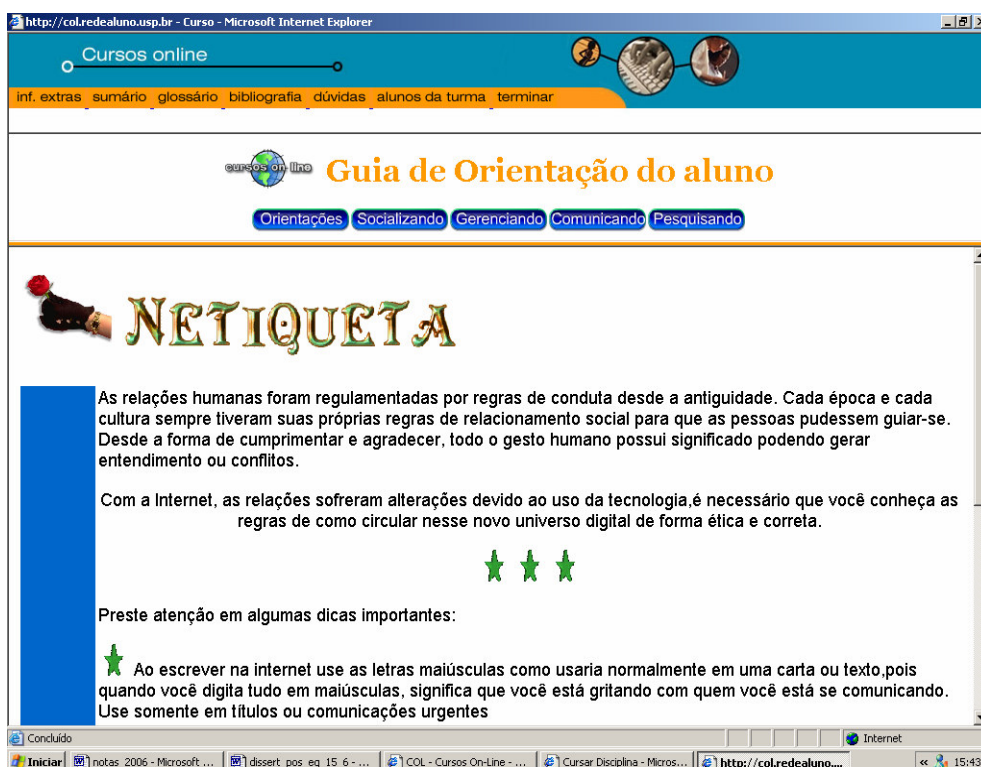 http://col.redealuno.usp.br - Curso - Microsoft Internet Explorer
Cursos online
inf. extras sumário glossário bibliografia dúvidas alunos da turma terminar
cursos on line
Guia de Orientação do aluno
Orientações Socializando Gerenciando Comunicando Pesquisando
NETIQUETA
As relações humanas foram regulamentadas por regras de conduta desde a antiguidade. Cada época e cada
cultura sempre tiveram suas próprias regras de relacionamento social para que as pessoas pudessem guiar-se.
Desde a forma de cumprimentar e agradecer, todo o gesto humano possui significado podendo gerar
entendimento ou conflitos.
Com a Internet, as relações sofreram alterações devido ao uso da tecnologia,é necessário que você conheça as
regras de como circular nesse novo universo digital de forma ética e correta.
Preste atenção em algumas dicas importantes:
Ao escrever na internet use as letras maiúsculas como usaria normalmente em uma carta ou texto,pois
quando você digita tudo em maiúsculas, significa que você está gritando com quem você está se comunicando.
Use somente em títulos ou comunicações urgentes
Concluído
Internet
Iniciar notas_2006 - Microsoft ... dissert_pos_eq_15_6 - ... COL - Cursos On-Line - ... Cursar Disciplina - Micros... http://col.redealuno.... « 15:43